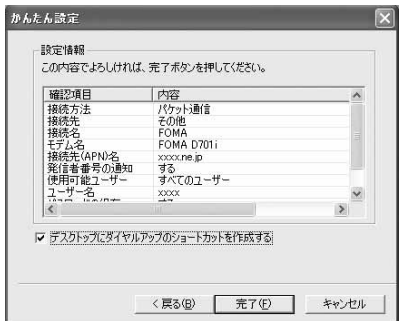 かんたん設定
設定情報
この内容でよろしければ、完了ボタンを押してください。
確認項目 内容
接続方法 パケット通信
接続先 その他
接続名 FOMA
モデム名 FOMA D701i
接続先(APN)名 xxxx.ne.jp
発信者番号の通知 する
使用可能ユーザー すべてのユーザー
ユーザー名 xxxx
デスクトップにダイヤルアップのショートカットを作成する
< 戻る(B) 完了(F) キャンセル